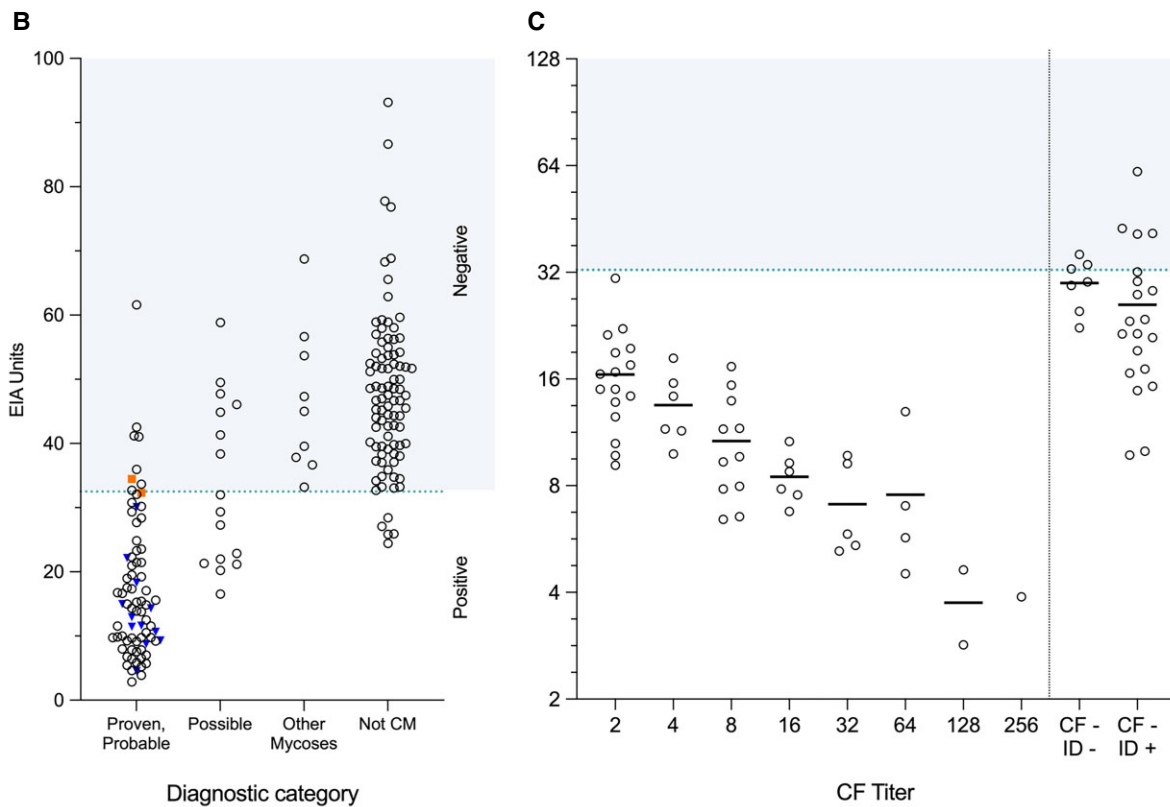 B
C
100
80
60
40
20
0
EIA Units
Negative
Positive
Proven,
Probable
Possible
Other
Mycoses
Not CM
Diagnostic category
128
64
32
16
8
4
2
2 4 8 16 32 64 128 256
CF -
ID -
CF -
ID +
CF Titer